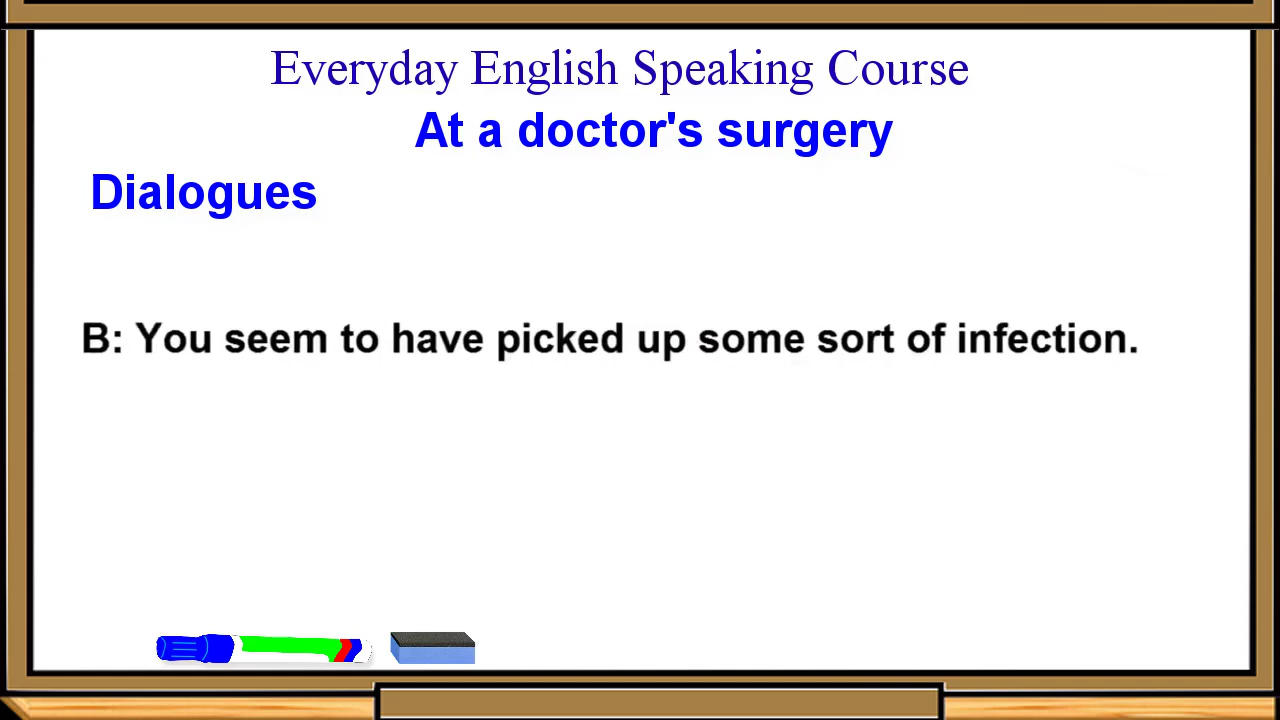 Everyday English Speaking Course
At a doctor's surgery
Dialogues
B: You seem to have picked up some sort of infection.